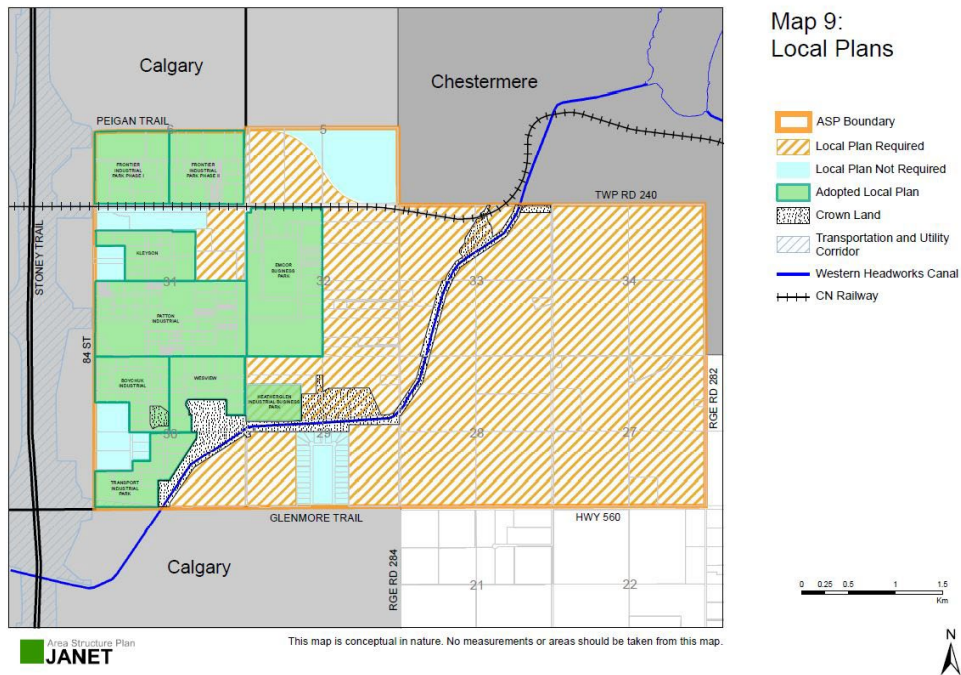 Map 9:
Local Plans
ASP Boundary
Local Plan Required
Local Plan Not Required
Adopted Local Plan
Crown Land
Transportation and Utility
Corridor
Western Headworks Canal
CN Railway
Calgary
Chestermere
PEIGAN TRAIL
5
FRONTIER
INDUSTRIAL
PARK PHASE I
FRONTIER
INDUSTRIAL
PARK PHASE II
TWP RD 240
STONEY TRAIL
KLEYSON
EMCOR
BUSINESS
PARK
31
32
33
34
PATTON
INDUSTRIAL
84 ST
BOYCHUK
INDUSTRIAL
WESVIEW
HEATHERGLEN
INDUSTRIAL BUSINESS
PARK
RGE RD 282
30
29
28
27
TRANSPORT
INDUSTRIAL
PARK
GLENMORE TRAIL
HWY 560
Calgary
RGE RD 284
21
22
0 0.25 0.5 1 1.5
Km
N
Area Structure Plan
JANET
This map is conceptual in nature. No measurements or areas should be taken from this map.